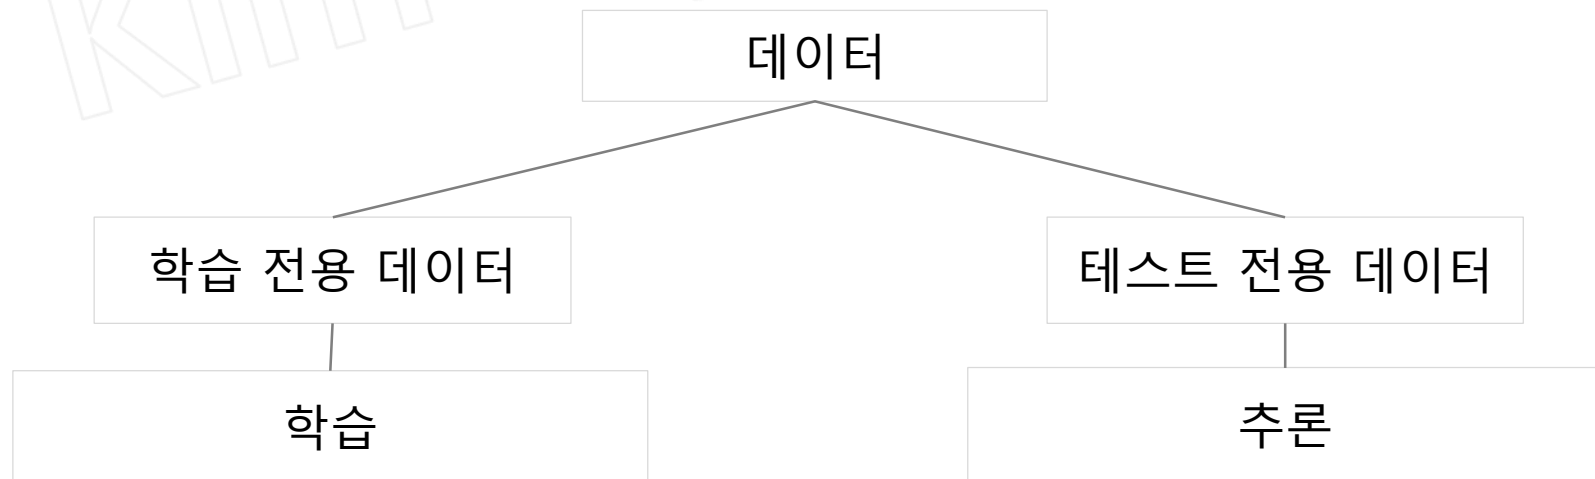 데이터
학습 전용 데이터
테스트 전용 데이터
학습
추론